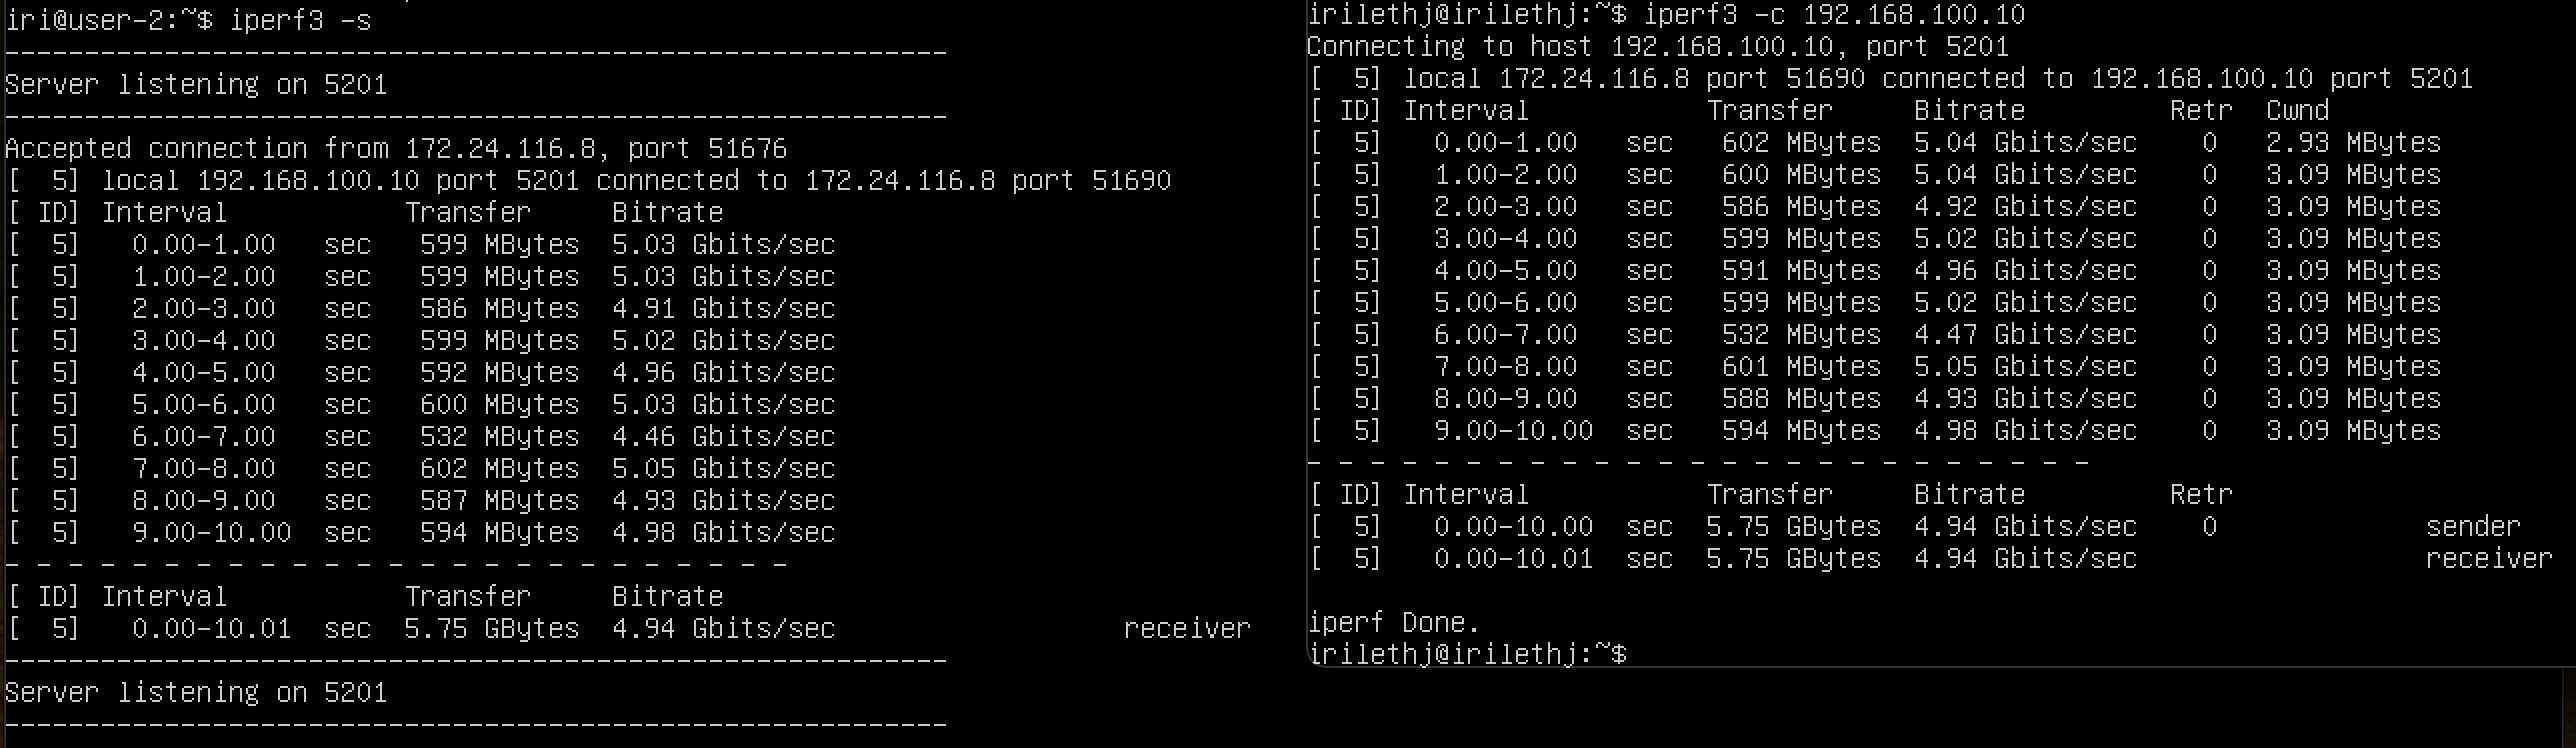 iri@user-2:~$ iperf3 -s
-----------------------------------------------------------
Server listening on 5201
-----------------------------------------------------------
Accepted connection from 172.24.116.8, port 51676
[  5] local 192.168.100.10 port 5201 connected to 172.24.116.8 port 51690
[ ID] Interval           Transfer     Bitrate
[  5]   0.00-1.00   sec   599 MBytes  5.03 Gbits/sec
[  5]   1.00-2.00   sec   599 MBytes  5.03 Gbits/sec
[  5]   2.00-3.00   sec   586 MBytes  4.91 Gbits/sec
[  5]   3.00-4.00   sec   599 MBytes  5.02 Gbits/sec
[  5]   4.00-5.00   sec   592 MBytes  4.96 Gbits/sec
[  5]   5.00-6.00   sec   600 MBytes  5.03 Gbits/sec
[  5]   6.00-7.00   sec   532 MBytes  4.46 Gbits/sec
[  5]   7.00-8.00   sec   602 MBytes  5.05 Gbits/sec
[  5]   8.00-9.00   sec   587 MBytes  4.93 Gbits/sec
[  5]   9.00-10.00  sec   594 MBytes  4.98 Gbits/sec
- - - - - - - - - - - - - - - - - - - - - - - - -
[ ID] Interval           Transfer     Bitrate
[  5]   0.00-10.01  sec  5.75 GBytes  4.94 Gbits/sec                  receiver
-----------------------------------------------------------
Server listening on 5201
-----------------------------------------------------------
irilethj@irilethj:~$ iperf3 -c 192.168.100.10
Connecting to host 192.168.100.10, port 5201
[  5] local 172.24.116.8 port 51690 connected to 192.168.100.10 port 5201
[ ID] Interval           Transfer     Bitrate         Retr  Cwnd
[  5]   0.00-1.00   sec   602 MBytes  5.04 Gbits/sec    0   2.93 MBytes
[  5]   1.00-2.00   sec   600 MBytes  5.04 Gbits/sec    0   3.09 MBytes
[  5]   2.00-3.00   sec   586 MBytes  4.92 Gbits/sec    0   3.09 MBytes
[  5]   3.00-4.00   sec   599 MBytes  5.02 Gbits/sec    0   3.09 MBytes
[  5]   4.00-5.00   sec   591 MBytes  4.96 Gbits/sec    0   3.09 MBytes
[  5]   5.00-6.00   sec   599 MBytes  5.02 Gbits/sec    0   3.09 MBytes
[  5]   6.00-7.00   sec   532 MBytes  4.47 Gbits/sec    0   3.09 MBytes
[  5]   7.00-8.00   sec   601 MBytes  5.05 Gbits/sec    0   3.09 MBytes
[  5]   8.00-9.00   sec   588 MBytes  4.93 Gbits/sec    0   3.09 MBytes
[  5]   9.00-10.00  sec   594 MBytes  4.98 Gbits/sec    0   3.09 MBytes
- - - - - - - - - - - - - - - - - - - - - - - - -
[ ID] Interval           Transfer     Bitrate         Retr
[  5]   0.00-10.00  sec  5.75 GBytes  4.94 Gbits/sec    0             sender
[  5]   0.00-10.01  sec  5.75 GBytes  4.94 Gbits/sec                  receiver
iperf Done.
irilethj@irilethj:~$